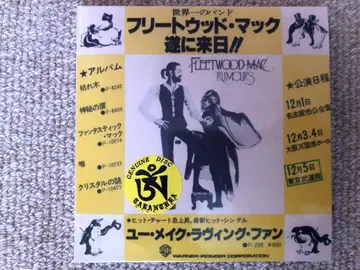 世界一のバンド
フリートウッド・マック
遂に来日!!
FLEETWOOD MAC
RUMOURS
★アルバム
枯れ木
●P-8240
神秘の扉
ファンタスティック
・マック
噂
クリスタルの謎
★公演日程
12月1日
名古屋市公会堂
12月3.4日
大阪万国博ホール
12月5日
東京武道館
GENUINE DISC
TARANTURA
★ヒット・チャート急上昇、最新ヒット・シングル
ユー・メイク・ラヴィング・ファン
●P-206 ¥600
WARNER-PIONEER CORPORATION